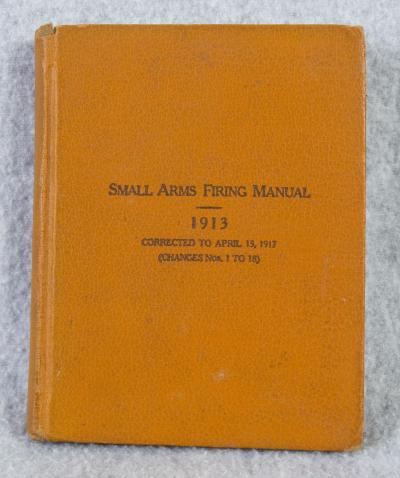 SMALL ARMS FIRING MANUAL
1913
CORRECTED TO APRIL 15, 1917
(CHANGES NOS. 1 TO 18)